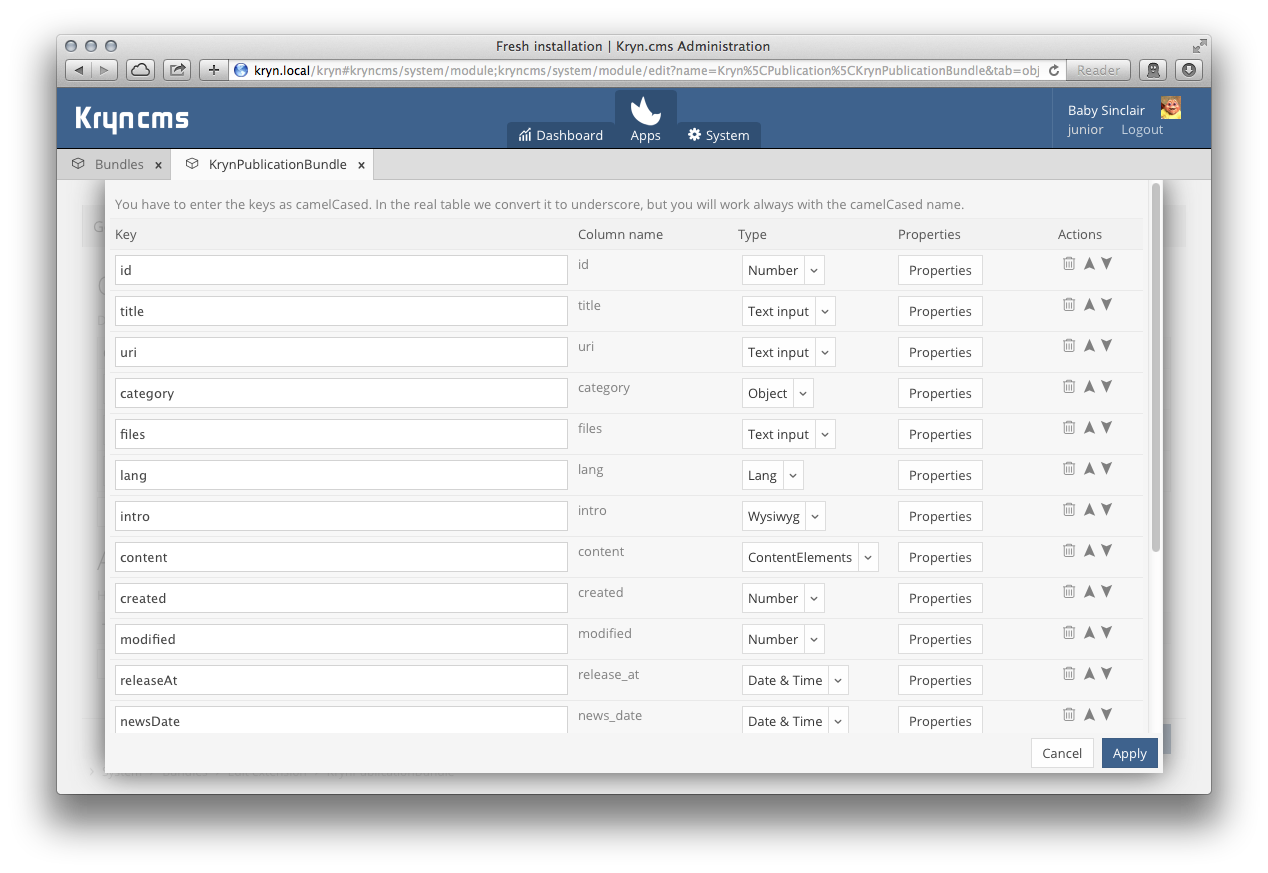 Fresh installation | Kryn.cms Administration
kryn.local/kryn#kryncms/system/module;kryncms/system/module/edit?name=Kryn%5CPublication%5CKrynPublicationBundle&tab=obj
Reader
Kryncms
Dashboard
Apps
System
Baby Sinclair
junior Logout
Bundles x
KrynPublicationBundle x
You have to enter the keys as camelCased. In the real table we convert it to underscore, but you will work always with the camelCased name.
Key Column name Type Properties Actions
id id Number Properties
title title Text input Properties
uri uri Text input Properties
category category Object Properties
files files Text input Properties
lang lang Lang Properties
intro intro Wysiwyg Properties
content content ContentElements Properties
created created Number Properties
modified modified Number Properties
releaseAt release_at Date & Time Properties
newsDate news_date Date & Time Properties
Cancel Apply